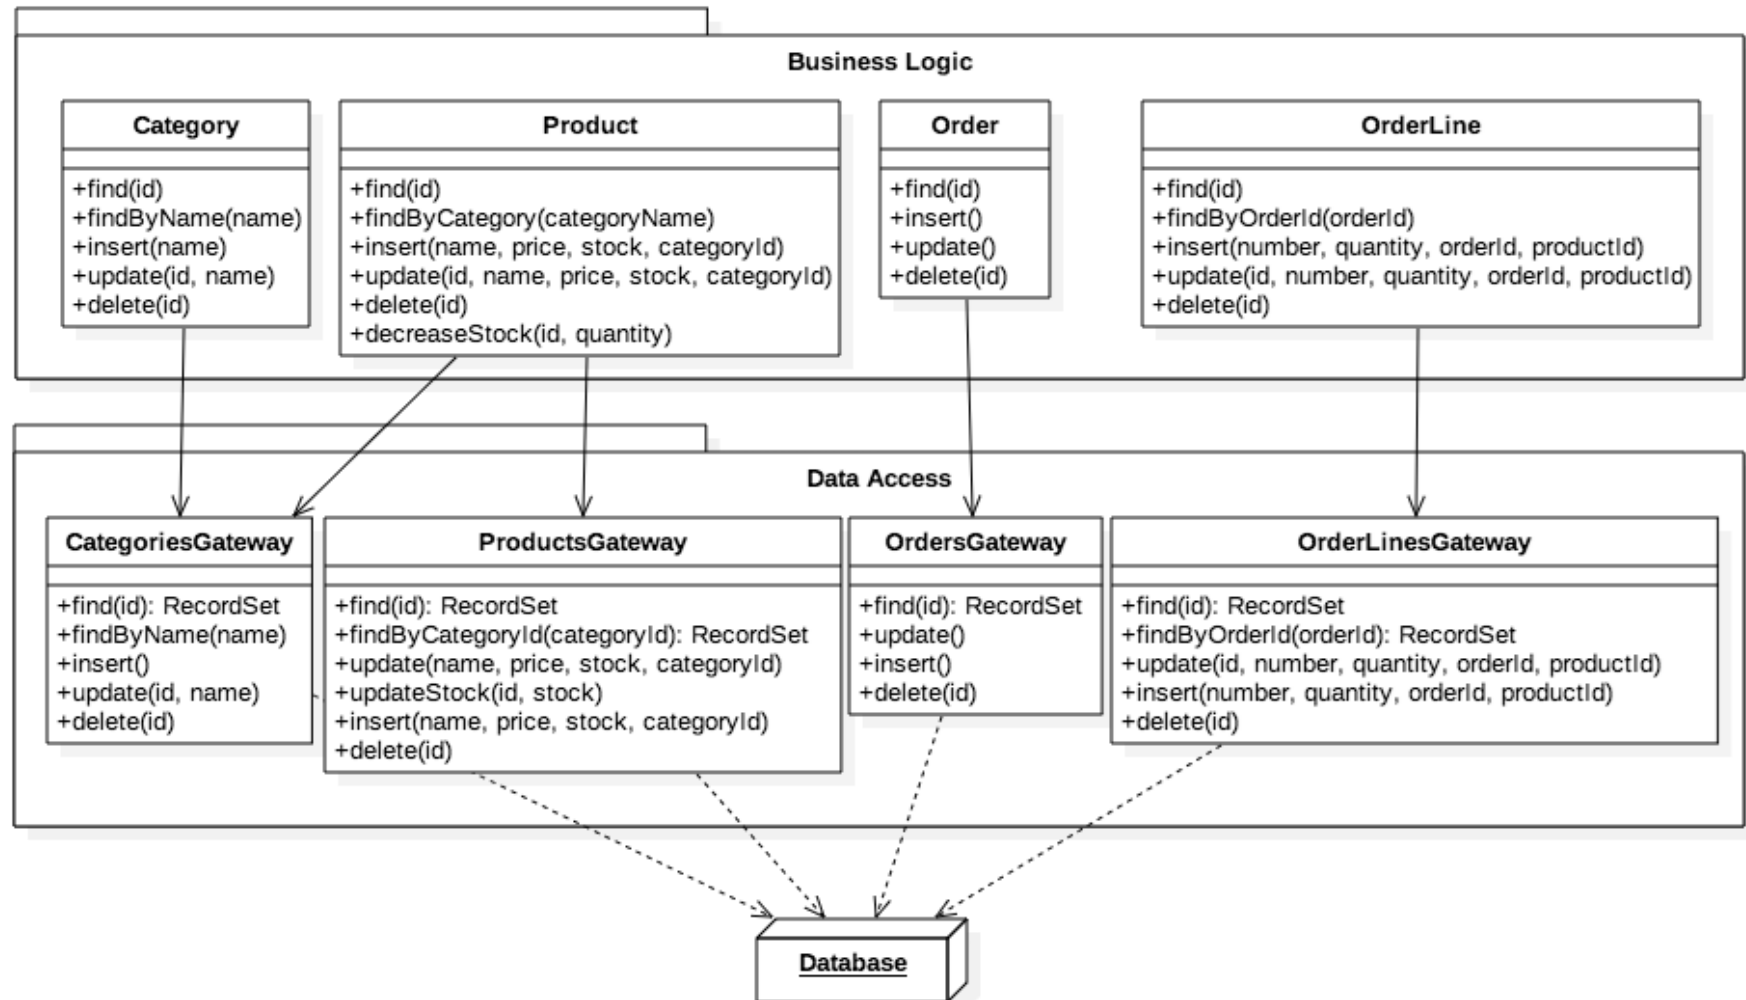 Business Logic
Category
+find(id)
+findByName(name)
+insert(name)
+update(id, name)
+delete(id)
Product
+find(id)
+findByCategory(categoryName)
+insert(name, price, stock, categoryId)
+update(id, name, price, stock, categoryId)
+delete(id)
+decreaseStock(id, quantity)
Order
+find(id)
+insert()
+update()
+delete(id)
OrderLine
+find(id)
+findByOrderId(orderId)
+insert(number, quantity, orderId, productId)
+update(id, number, quantity, orderId, productId)
+delete(id)
Data Access
CategoriesGateway
+find(id): RecordSet
+findByName(name)
+insert()
+update(id, name)
+delete(id)
ProductsGateway
+find(id): RecordSet
+findByCategoryId(categoryId): RecordSet
+update(name, price, stock, categoryId)
+updateStock(id, stock)
+insert(name, price, stock, categoryId)
+delete(id)
OrdersGateway
+find(id): RecordSet
+update()
+insert()
+delete(id)
OrderLinesGateway
+find(id): RecordSet
+findByOrderId(orderId): RecordSet
+update(id, number, quantity, orderId, productId)
+insert(number, quantity, orderId, productId)
+delete(id)
Database